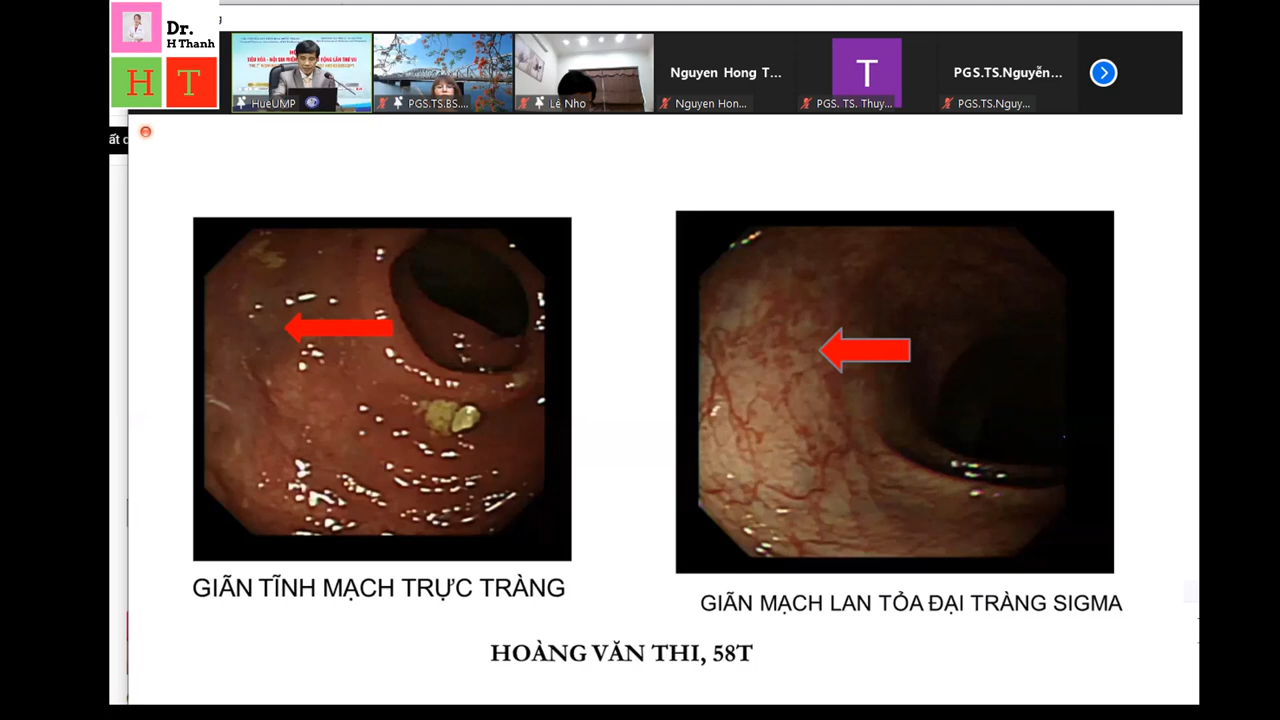 Dr.
H Thanh
H T
HueUMP
PGS.TS.BS....
Lê Nho
Nguyen Hong T...
Nguyen Hon...
T
PGS. TS. Thuy...
PGS.TS.Nguyễn...
PGS.TS.Nguy...
ất c
GIÃN TĨNH MẠCH TRỰC TRÀNG
GIÃN MẠCH LAN TỎA ĐẠI TRÀNG SIGMA
HOÀNG VĂN THI, 58T